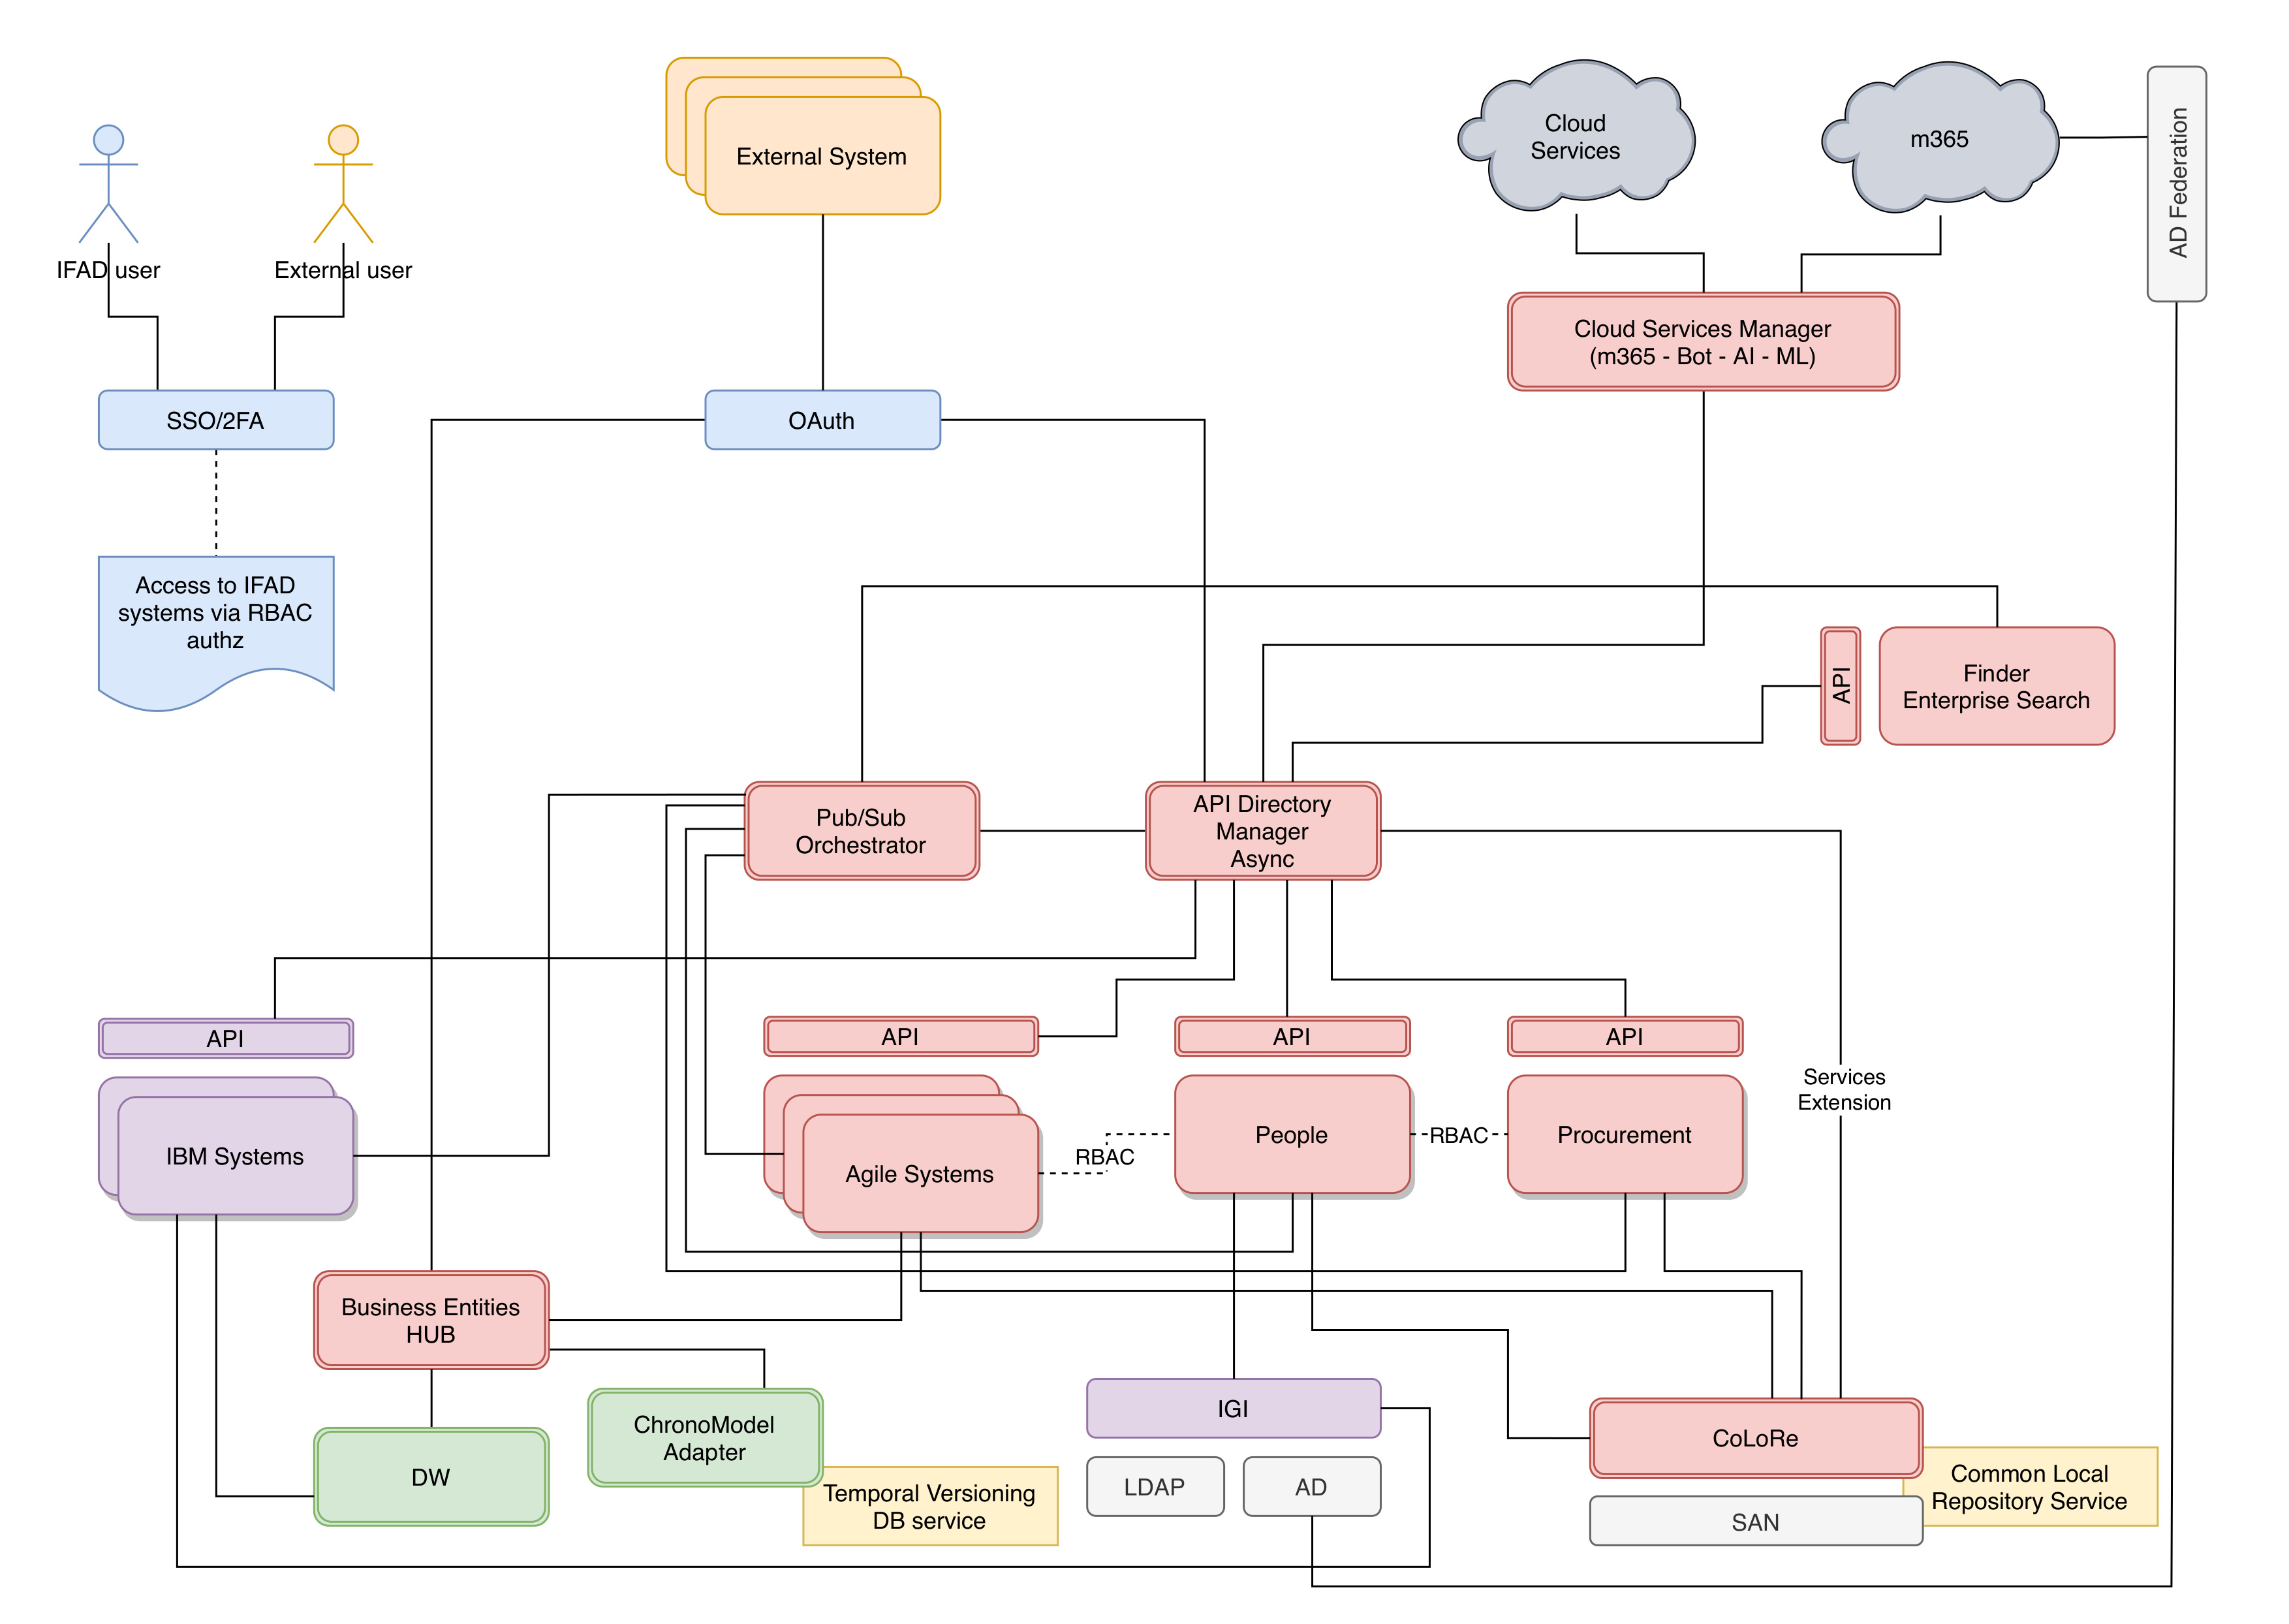 External System
Cloud
Services
m365
AD Federation
IFAD user
External user
Cloud Services Manager
(m365 - Bot - AI - ML)
SSO/2FA
OAuth
Access to IFAD
systems via RBAC
authz
API
Finder
Enterprise Search
Pub/Sub
Orchestrator
API Directory
Manager
Async
API
API
API
API
IBM Systems
Agile Systems
RBAC
People
RBAC
Procurement
Services
Extension
Business Entities
HUB
DW
ChronoModel
Adapter
Temporal Versioning
DB service
IGI
LDAP
AD
CoLoRe
Common Local
Repository Service
SAN